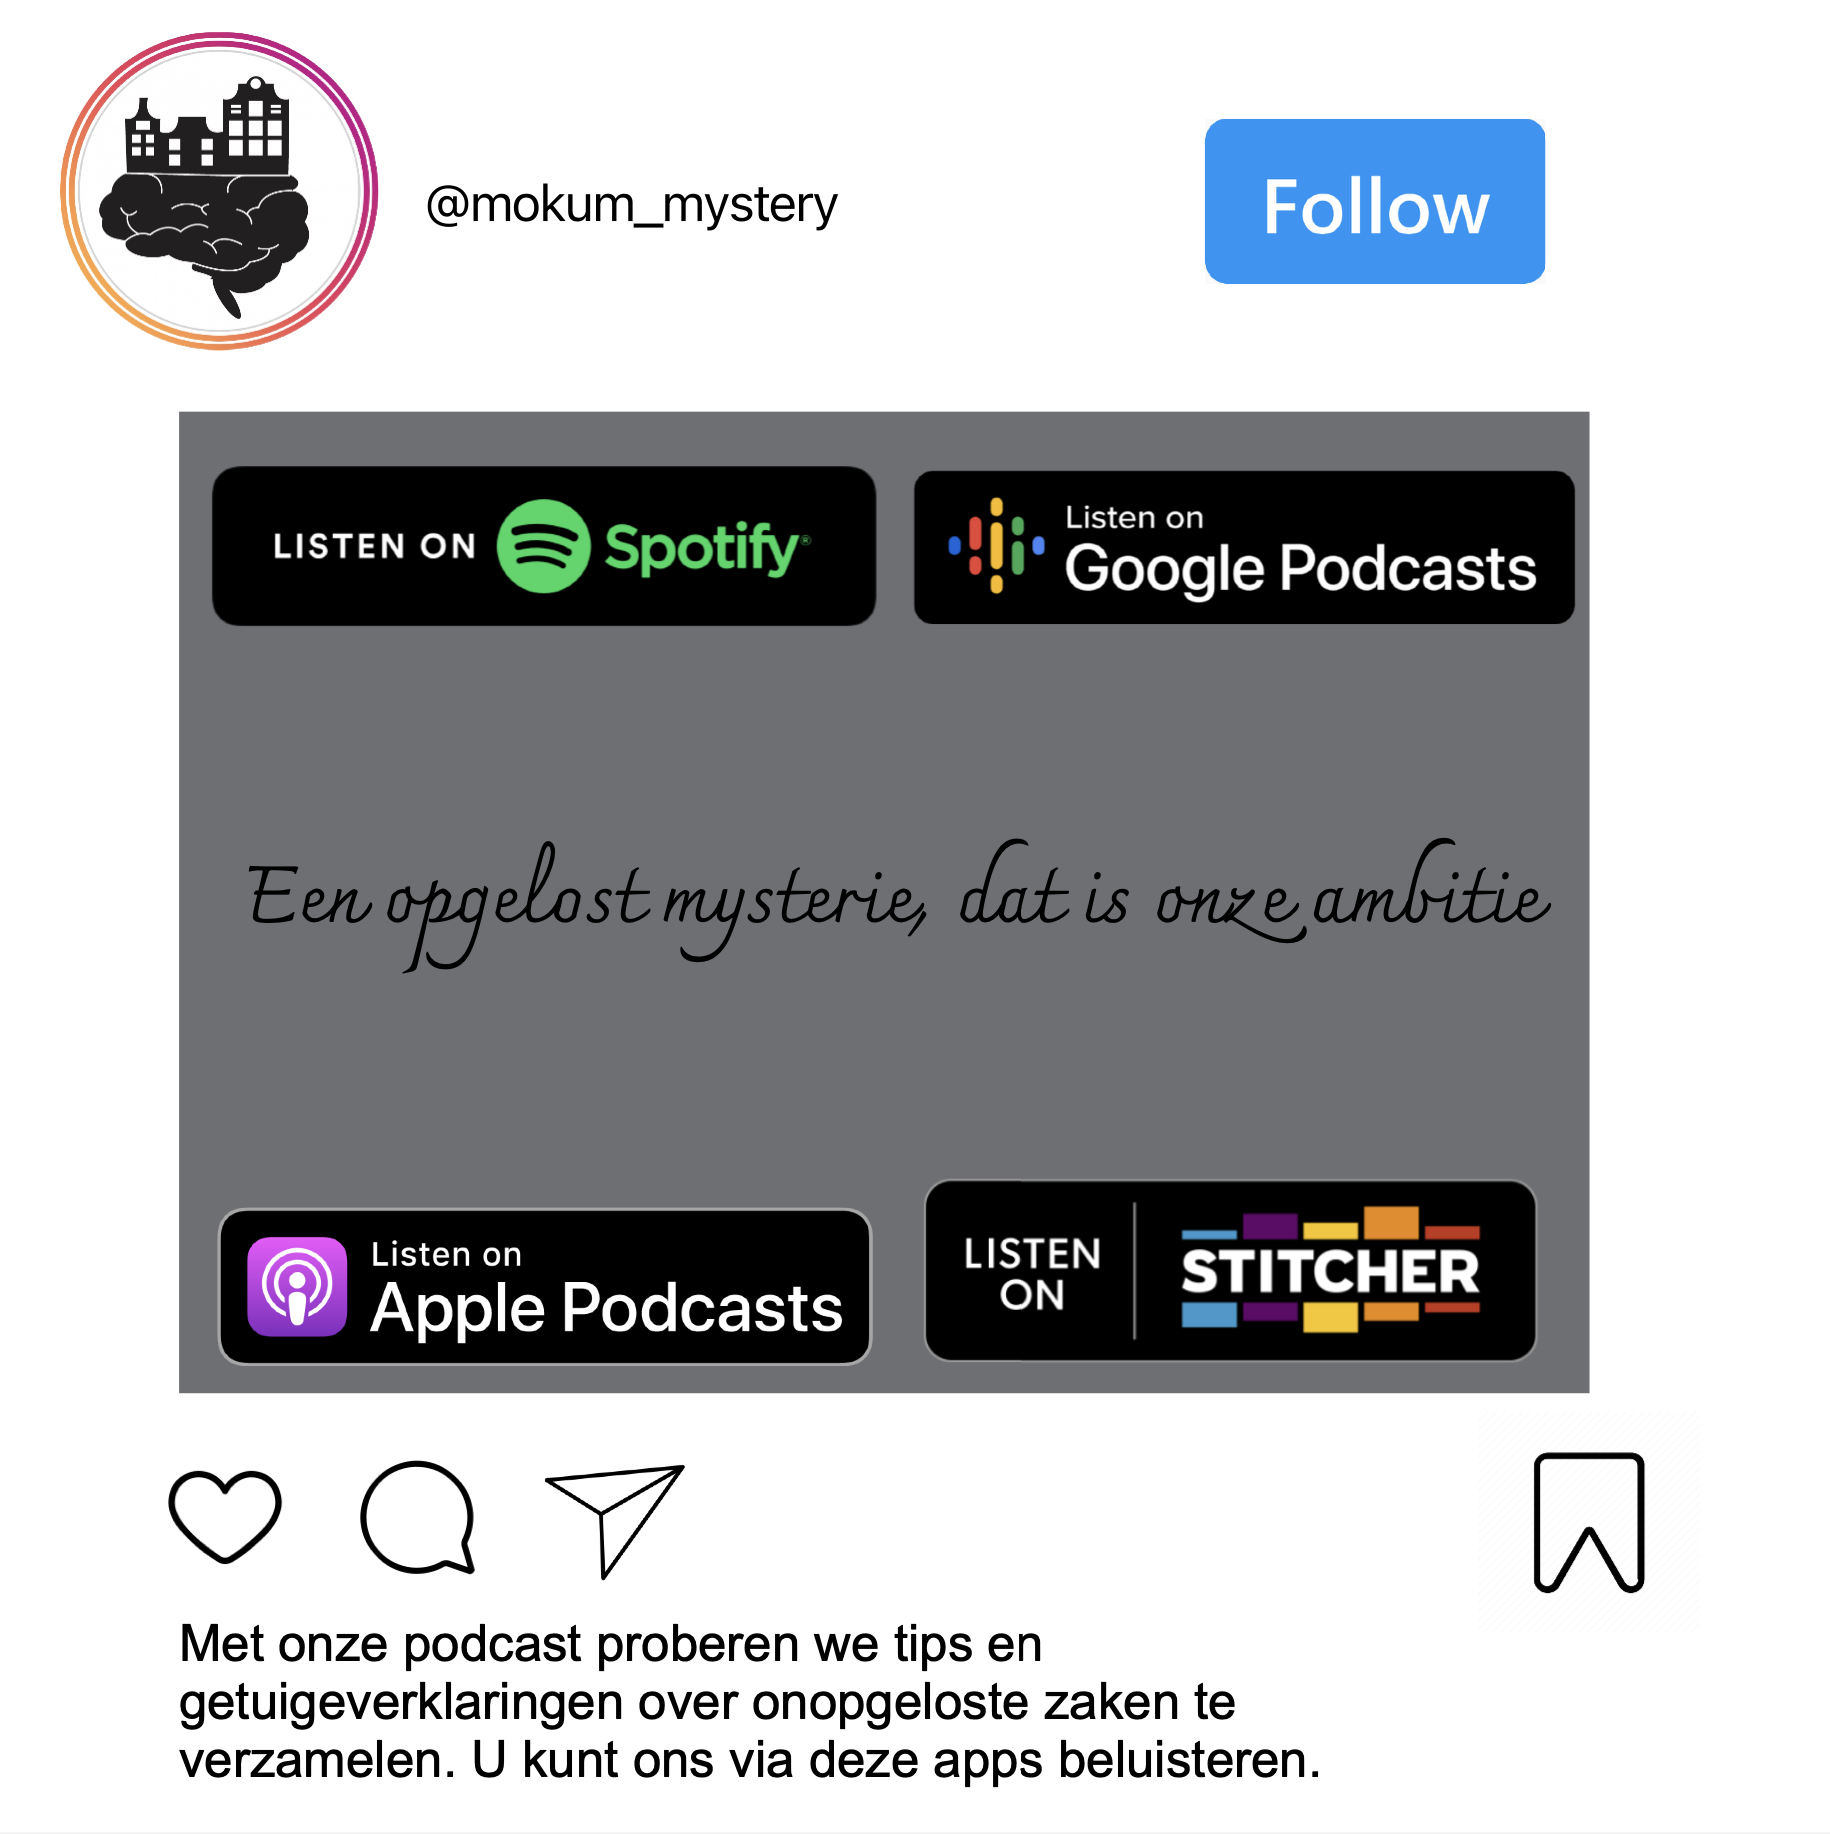 @mokum_mystery
Follow
LISTEN ON Spotify®
Listen on
Google Podcasts
Een opgelost mysterie, dat is onze ambitie
Listen on
Apple Podcasts
LISTEN
ON
STITCHER
Met onze podcast proberen we tips en
getuigeverklaringen over onopgeloste zaken te
verzamelen. U kunt ons via deze apps beluisteren.